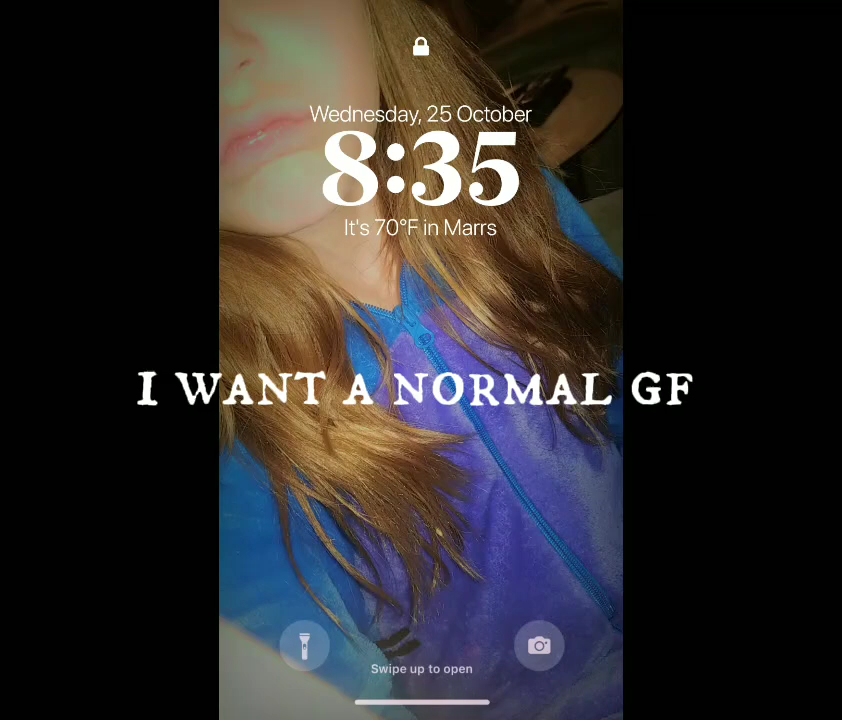 Wednesday, 25 October
8:35
It's 70°F in Marrs
I WANT A NORMAL GF
Swipe up to open